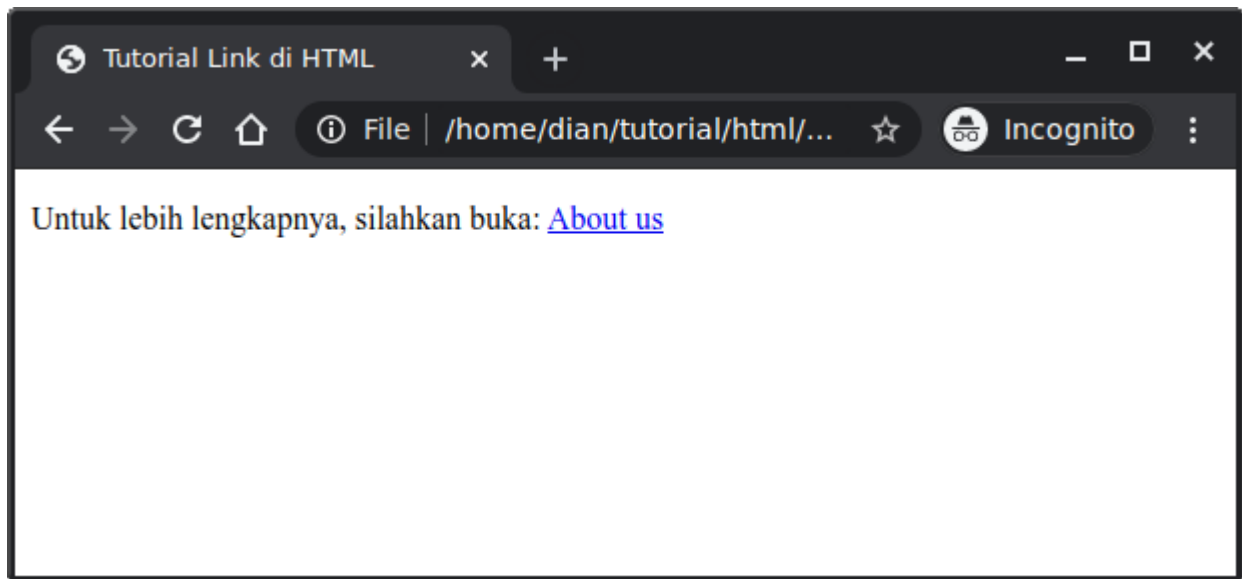 Tutorial Link di HTML
File /home/dian/tutorial/html/... Incognito
Untuk lebih lengkapnya, silahkan buka: About us